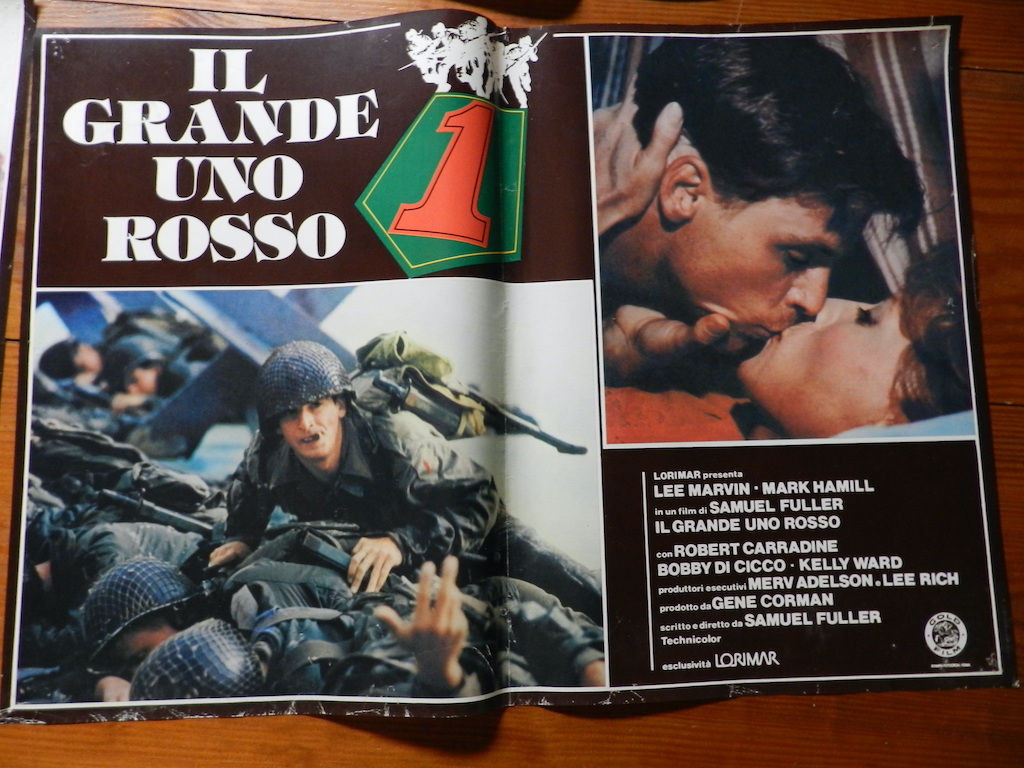 IL
GRANDE
UNO
ROSSO
1
LORIMAR presenta
LEE MARVIN · MARK HAMILL
in un film di SAMUEL FULLER
IL GRANDE UNO ROSSO
con ROBERT CARRADINE
BOBBY DI CICCO · KELLY WARD
produttori esecutivi MERV ADELSON e LEE RICH
prodotto da GENE CORMAN
scritto e diretto da SAMUEL FULLER
Technicolor
esclusività LORIMAR
GOLD
FILM